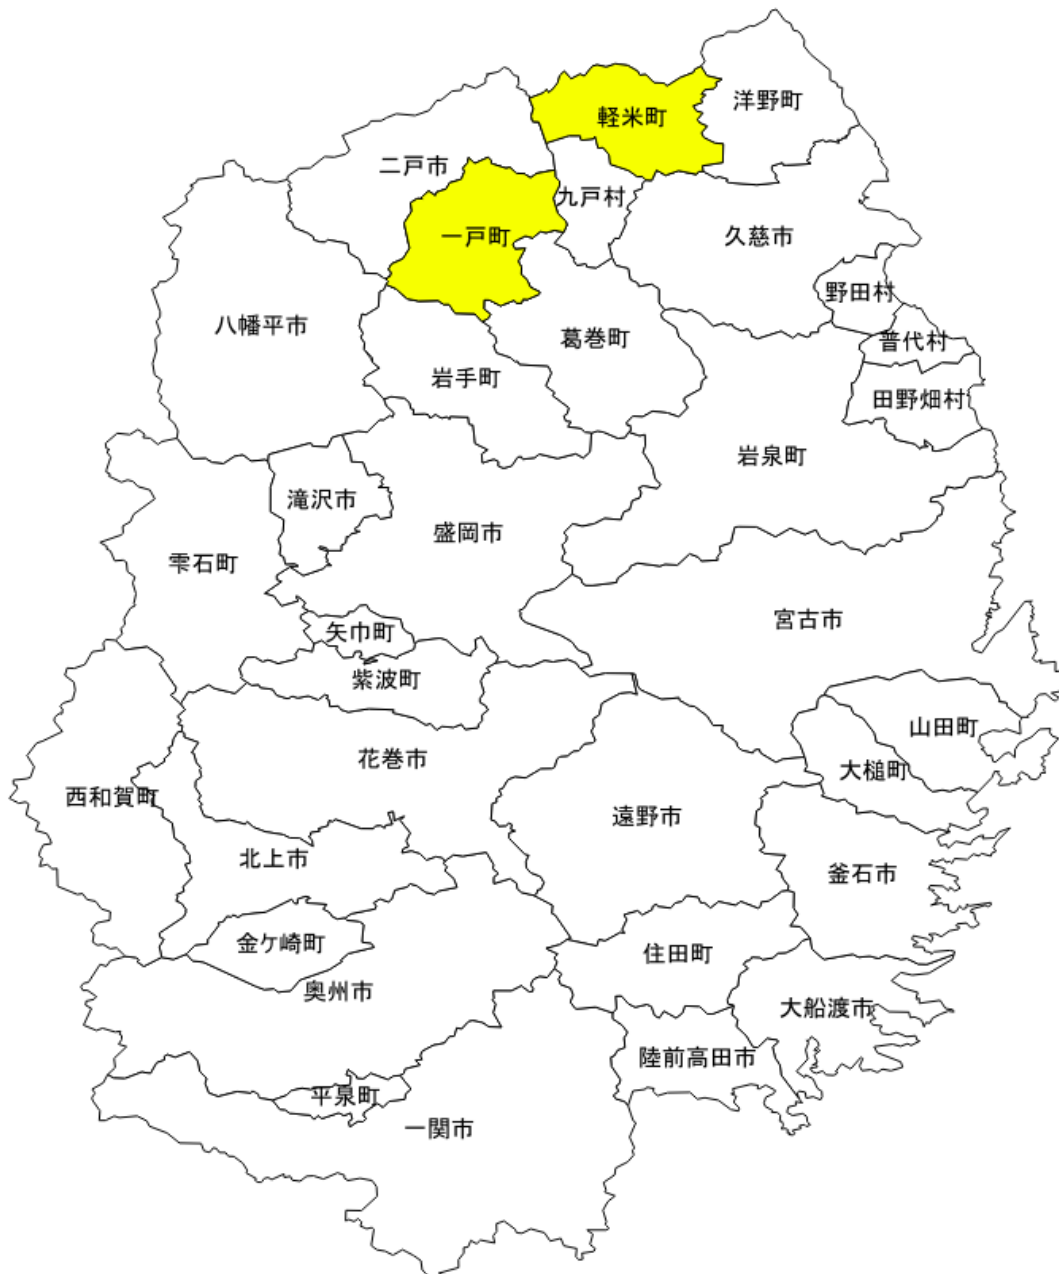 洋野町
軽米町
二戸市
九戸村
一戸町
久慈市
野田村
八幡平市
葛巻町
普代村
岩手町
田野畑村
岩泉町
滝沢市
盛岡市
雫石町
宮古市
矢巾町
紫波町
山田町
花巻市
大槌町
西和賀町
遠野市
北上市
釜石市
金ケ崎町
住田町
奥州市
大船渡市
陸前高田市
平泉町
一関市